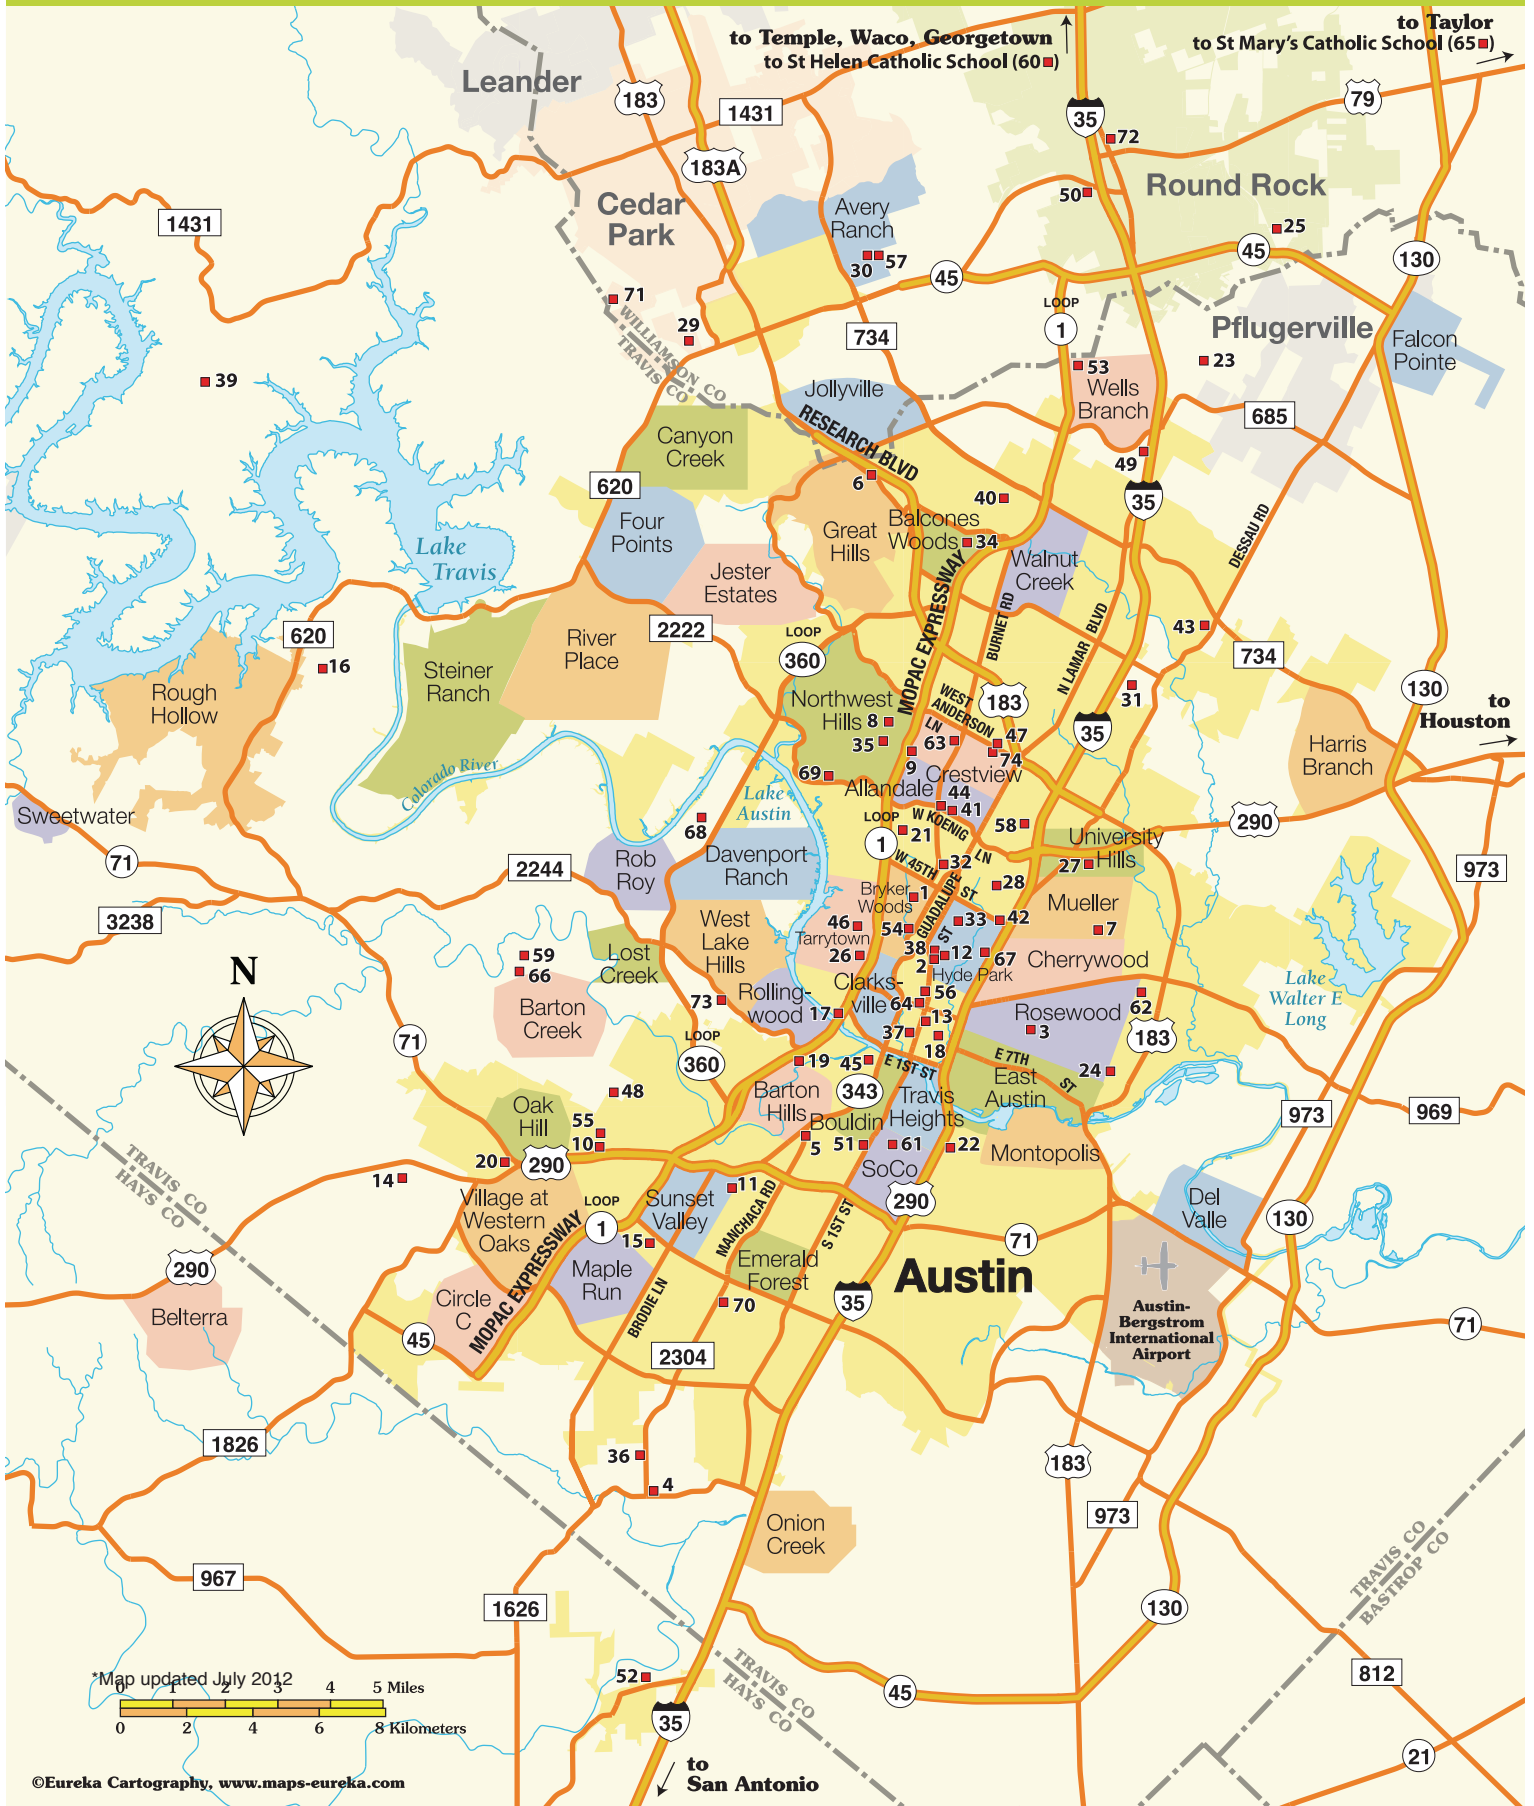 to Temple, Waco, Georgetown
to St Helen Catholic School (60)
to Taylor
to St Mary's Catholic School (65)
Leander
183
1431
79
35
72
183A
Round Rock
50
Cedar
Park
Avery
Ranch
1431
25
45
130
30
57
45
71
29
LOOP
1
Pflugerville
734
Falcon
Pointe
WILLIAMSON CO
TRAVIS CO
39
53
23
Wells
Branch
Jollyville
685
RESEARCH BLVD
Canyon
Creek
49
6
620
40
35
Four
Points
Great
Hills
Balcones
Woods
34
Lake
Travis
Walnut
Creek
DESSAU RD
Jester
Estates
BURNET RD
N LAMAR BLVD
MOPAC EXPRESSWAY
43
620
2222
LOOP
360
River
Place
734
16
Steiner
Ranch
Rough
Hollow
31
130
Northwest
Hills
8
WEST
ANDERSON
LN
183
to
Houston
35
63
47
74
35
Harris
Branch
69
9
Crestview
Colorado River
Allandale
44
41
Lake
Austin
Sweetwater
68
LOOP
1
21
W KOENIG
LN
58
290
University
Hills
71
2244
Rob
Roy
Davenport
Ranch
W 45TH
ST
32
27
973
28
Bryker
Woods
1
Mueller
3238
West
Lake
Hills
46
54
GUADALUPE
ST
33
42
7
Tarrytown
N
59
66
Lost
Creek
26
38
2
12
67
Hyde Park
Cherrywood
Lake
Walter E
Long
Barton
Creek
73
Rolling-
wood
17
Clarks-
ville
64
56
13
Rosewood
3
62
183
71
LOOP
360
37
18
19
45
E 1ST ST
E 7TH
ST
24
East
Austin
48
Barton
Hills
343
Travis
Heights
973
969
Oak
Hill
55
10
Bouldin
5
51
61
22
Montopolis
TRAVIS CO
HAYS CO
20
290
14
SoCo
290
Del
Valle
130
Village at
Western
Oaks
LOOP
1
Sunset
Valley
11
MANCHACA RD
S 1ST ST
71
15
290
Maple
Run
Emerald
Forest
Austin
MOPAC EXPRESSWAY
BRODIE LN
Circle
C
70
35
Belterra
Austin-
Bergstrom
International
Airport
71
45
2304
1826
36
4
183
973
Onion
Creek
967
1626
130
TRAVIS CO
BASTROP CO
TRAVIS CO
HAYS CO
52
45
812
*Map updated July 2012
0 1 2 3 4 5 Miles
0 2 4 6 8 Kilometers
35
21
to
San Antonio
©Eureka Cartography, www.maps-eureka.com